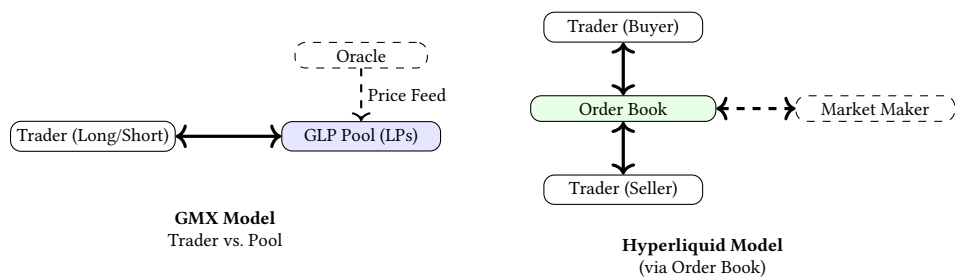 Oracle
Price Feed
Trader (Long/Short)
GLP Pool (LPs)
GMX Model
Trader vs. Pool
Trader (Buyer)
Order Book
Market Maker
Trader (Seller)
Hyperliquid Model
(via Order Book)